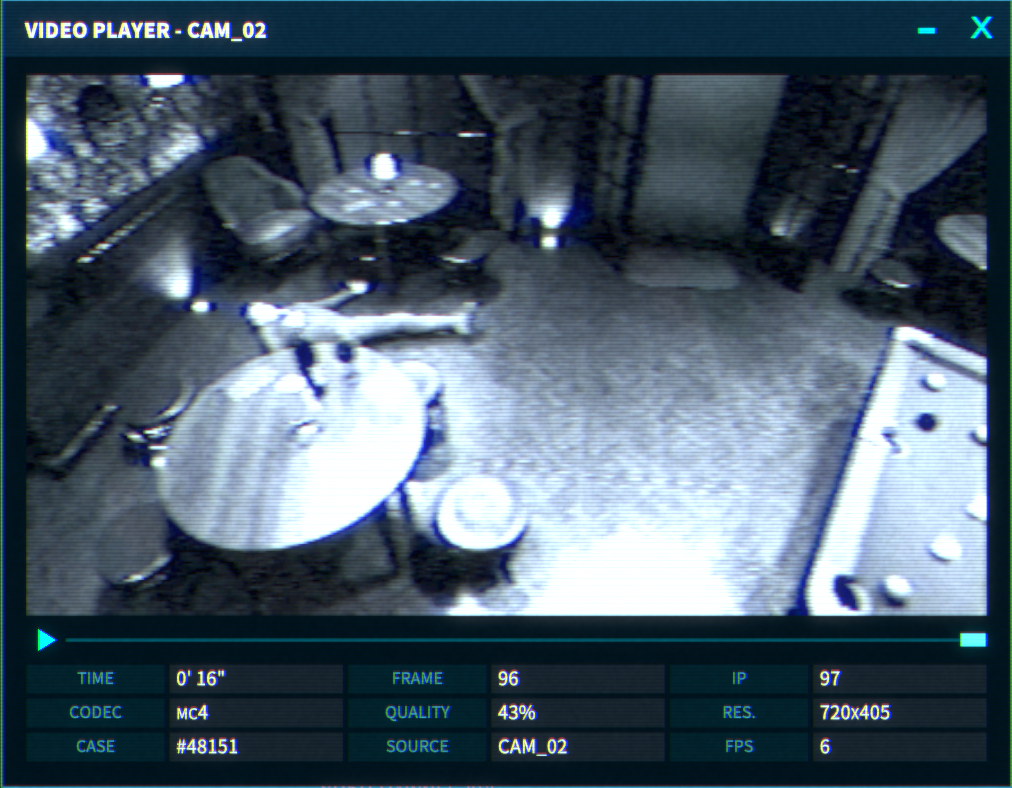 VIDEO PLAYER - CAM_02
TIME 0' 16" FRAME 96 IP 97
CODEC MC4 QUALITY 43% RES. 720x405
CASE #48151 SOURCE CAM_02 FPS 6